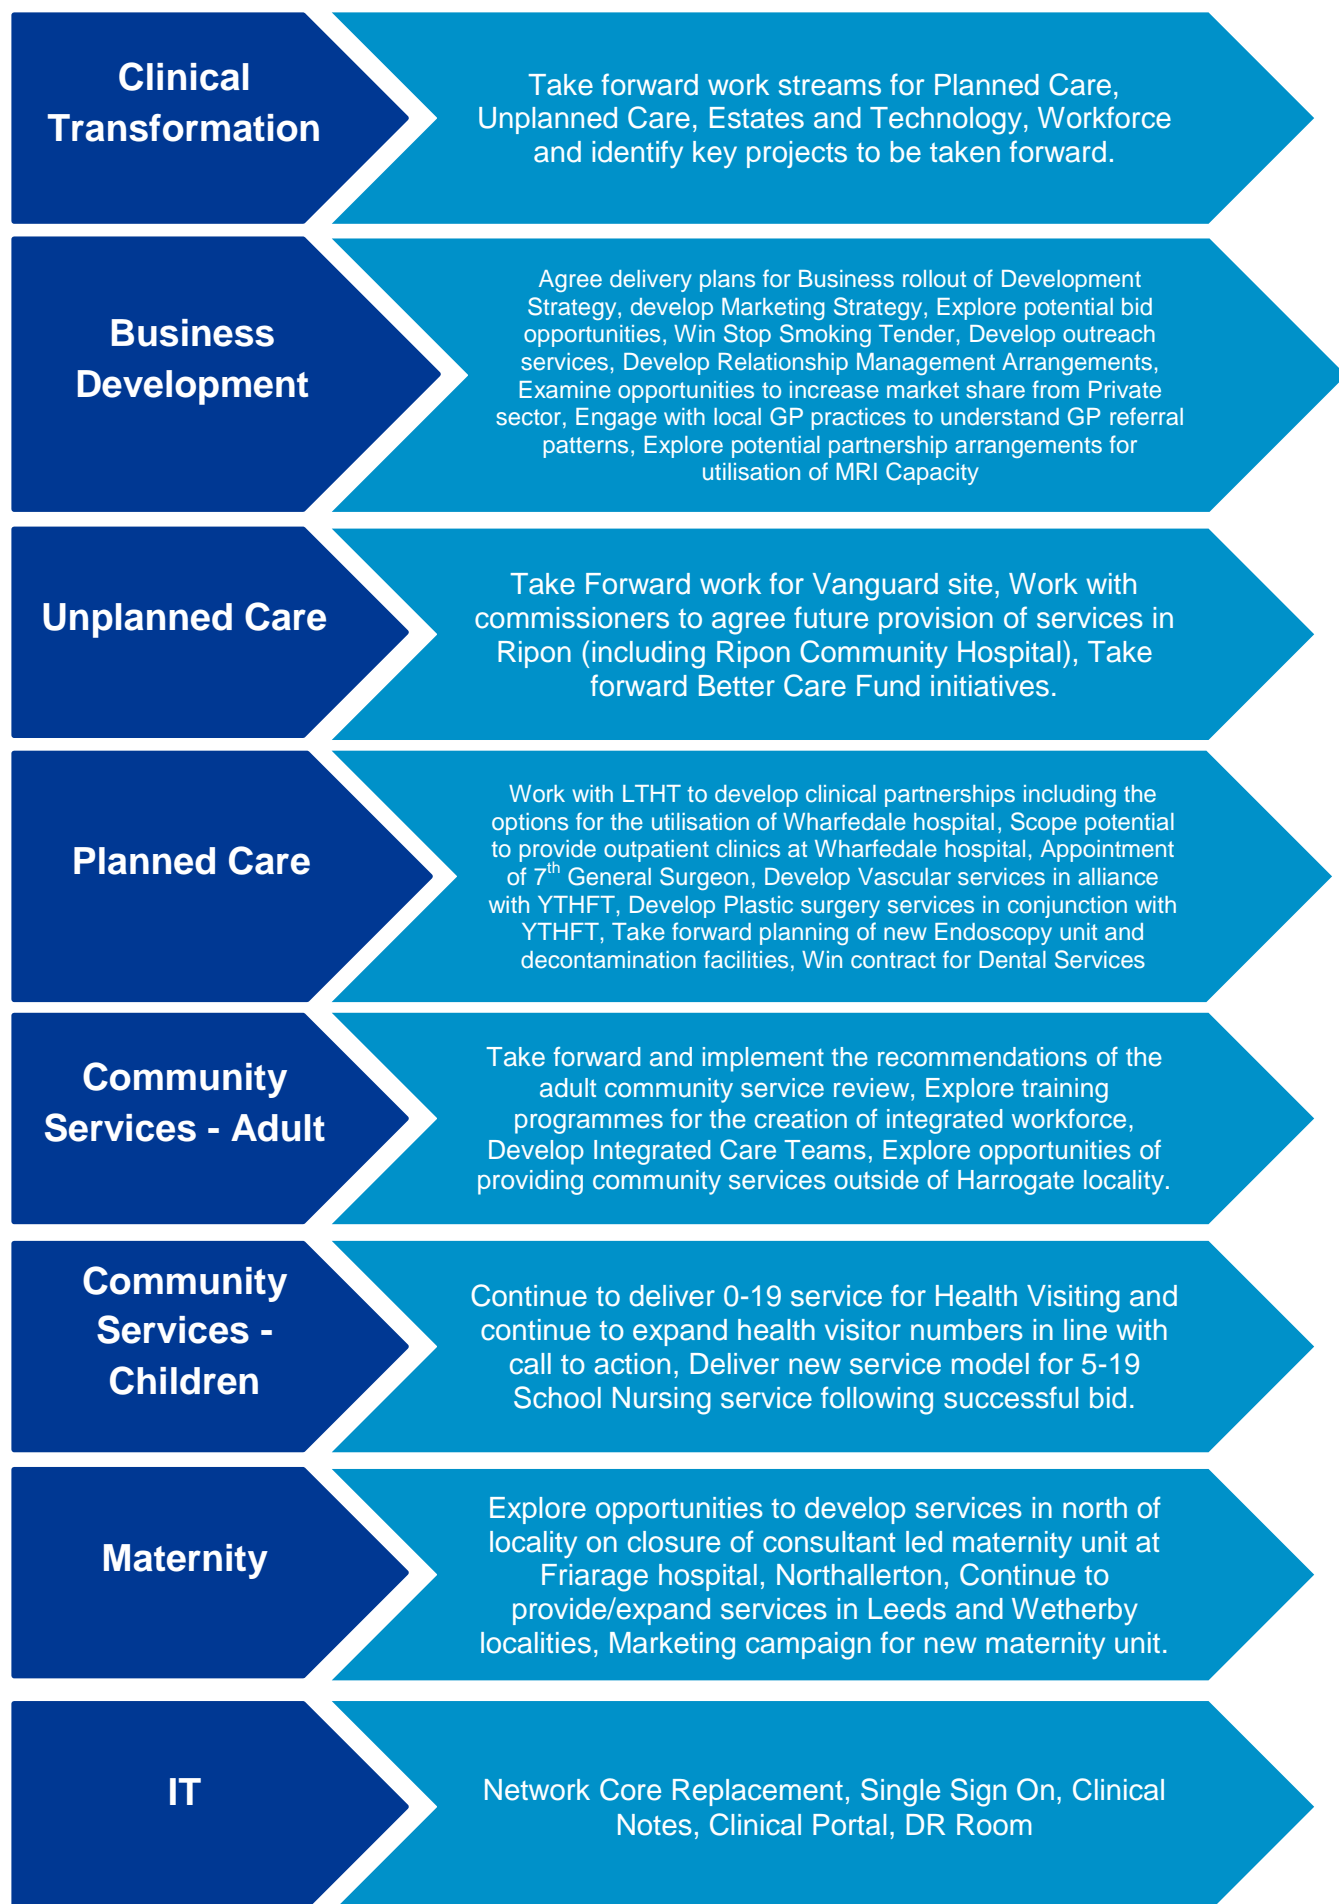 Clinical
Transformation
Take forward work streams for Planned Care,
Unplanned Care, Estates and Technology, Workforce
and identify key projects to be taken forward.
Business
Development
Agree delivery plans for Business rollout of Development
Strategy, develop Marketing Strategy, Explore potential bid
opportunities, Win Stop Smoking Tender, Develop outreach
services, Develop Relationship Management Arrangements,
Examine opportunities to increase market share from Private
sector, Engage with local GP practices to understand GP referral
patterns, Explore potential partnership arrangements for
utilisation of MRI Capacity
Unplanned Care
Take Forward work for Vanguard site, Work with
commissioners to agree future provision of services in
Ripon (including Ripon Community Hospital), Take
forward Better Care Fund initiatives.
Planned Care
Work with LTHT to develop clinical partnerships including the
options for the utilisation of Wharfedale hospital, Scope potential
to provide outpatient clinics at Wharfedale hospital, Appointment
of 7th General Surgeon, Develop Vascular services in alliance
with YTHFT, Develop Plastic surgery services in conjunction with
YTHFT, Take forward planning of new Endoscopy unit and
decontamination facilities, Win contract for Dental Services
Community
Services - Adult
Take forward and implement the recommendations of the
adult community service review, Explore training
programmes for the creation of integrated workforce,
Develop Integrated Care Teams, Explore opportunities of
providing community services outside of Harrogate locality.
Community
Services -
Children
Continue to deliver 0-19 service for Health Visiting and
continue to expand health visitor numbers in line with
call to action, Deliver new service model for 5-19
School Nursing service following successful bid.
Maternity
Explore opportunities to develop services in north of
locality on closure of consultant led maternity unit at
Friarage hospital, Northallerton, Continue to
provide/expand services in Leeds and Wetherby
localities, Marketing campaign for new maternity unit.
IT
Network Core Replacement, Single Sign On, Clinical
Notes, Clinical Portal, DR Room